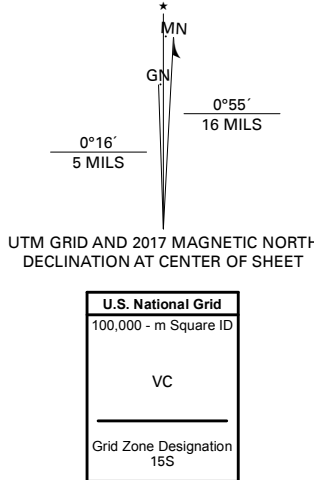 MN
GN
0°55´
16 MILS
0°16´
5 MILS
UTM GRID AND 2017 MAGNETIC NORTH
DECLINATION AT CENTER OF SHEET
U.S. National Grid
100,000 - m Square ID
VC
Grid Zone Designation
15S